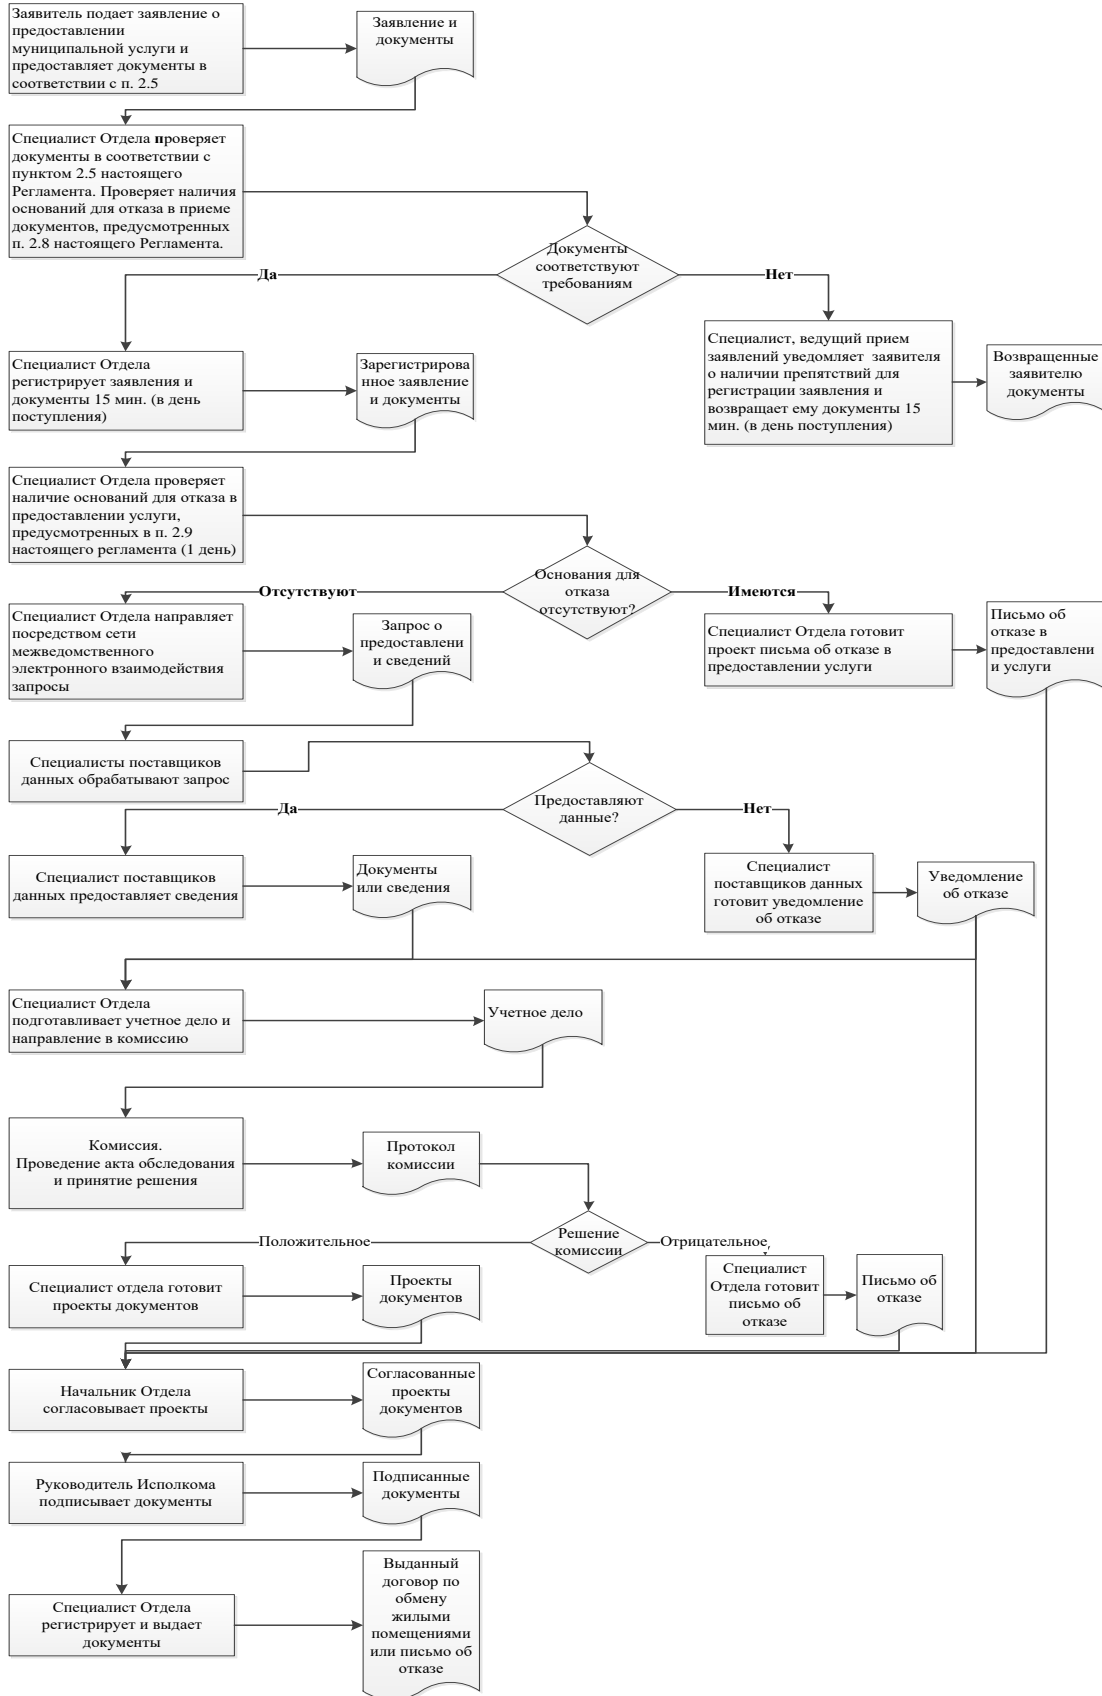 Заявитель подает заявление о
предоставлении
муниципальной услуги и
предоставляет документы в
соответствии с п. 2.5
Заявление и
документы
Специалист Отдела проверяет
документы в соответствии с
пунктом 2.5 настоящего
Регламента. Проверяет наличия
оснований для отказа в приеме
документов, предусмотренных
п. 2.8 настоящего Регламента.
Документы
соответствуют
требованиям
Да
Нет
Специалист Отдела
регистрирует заявления и
документы 15 мин. (в день
поступления)
Зарегистрирова
нное заявление
и документы
Специалист, ведущий прием
заявлений уведомляет заявителя
о наличии препятствий для
регистрации заявления и
возвращает ему документы 15
мин. (в день поступления)
Возвращенные
заявителю
документы
Специалист Отдела проверяет
наличие оснований для отказа в
предоставлении услуги,
предусмотренных в п. 2.9
настоящего регламента (1 день)
Основания для
отказа
отсутствуют?
Отсутствуют
Имеются
Специалист Отдела направляет
посредством сети
межведомственного
электронного взаимодействия
запросы
Запрос о
предоставлени
и сведений
Специалист Отдела готовит
проект письма об отказе в
предоставлении услуги
Письмо об
отказе в
предоставлени
и услуги
Специалисты поставщиков
данных обрабатывают запрос
Предоставляют
данные?
Да
Нет
Специалист поставщиков
данных предоставляет сведения
Документы
или сведения
Специалист
поставщиков данных
готовит уведомление
об отказе
Уведомление
об отказе
Специалист Отдела
подготавливает учетное дело и
направление в комиссию
Учетное дело
Комиссия.
Проведение акта обследования
и принятие решения
Протокол
комиссии
Решение
комиссии
Положительное
Отрицательное,
Специалист отдела готовит
проекты документов
Проекты
документов
Специалист
Отдела готовит
письмо об
отказе
Письмо об
отказе
Начальник Отдела
согласовывает проекты
Согласованные
проекты
документов
Руководитель Исполкома
подписывает документы
Подписанные
документы
Специалист Отдела
регистрирует и выдает
документы
Выданный
договор по
обмену
жилыми
помещениями
или письмо об
отказе